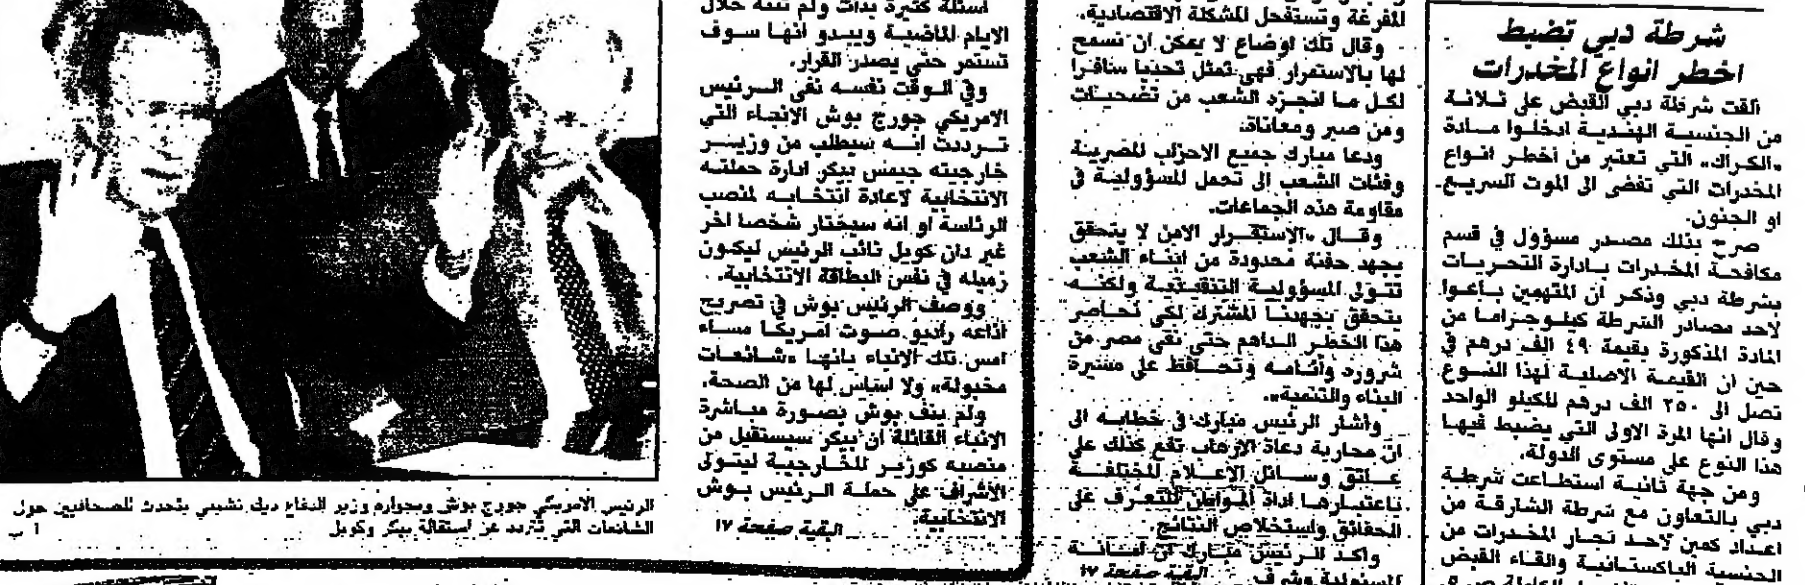 شرطة دبي تضبط
اخطر انواع المخدرات
القت شرطة دبي القبض على ثلاثة
من الجنسية الهندية ادخلوا مادة
«الكراك» التي تعتبر من اخطر انواع
المخدرات التي تفضي الى الموت السريع
او الجنون.
صرح بذلك مصدر مسؤول في قسم
مكافحة المخدرات بادارة التحريات
بشرطة دبي وذكر ان المتهمين باعوا
لاحد مصادر الشرطة كيلوجراما من
المادة المذكورة بقيمة ٤٩ الف درهم في
حين ان القيمة الاصلية لهذا النوع
تصل الى ٢٥٠ الف درهم للكيلو الواحد
وقال انها المرة الاولى التي يضبط فيها
هذا النوع على مستوى الدولة.
ومن جهة ثانية استطاعت شرطة
دبي بالتعاون مع شرطة الشارقة من
اعداد كمين لاحد تجار المخدرات من
الجنسية الباكستانية والقاء القبض
المفرغة وتستفحل المشكلة الاقتصادية.
وقال تلك اوضاع لا يمكن ان نسمح
لها بالاستمرار فهي تمثل تحديا سافرا
لكل ما انجزه الشعب من تضحيات
ومن صبر ومعاناة.
ودعا مبارك جميع الاحزاب المصرية
وفئات الشعب الى تحمل المسؤولية في
مقاومة هذه الجماعات.
وقال «الاستقرار الامن لا يتحقق
بجهد حفنة محدودة من ابناء الشعب
تتولى المسؤولية التنفيذية ولكنه
يتحقق بجهدنا المشترك لكي نحاصر
هذا الخطر الداهم حتى نقي مصر من
شروره وآثامه ونحافظ على مسيرة
البناء والتنمية».
واشار الرئيس مبارك في خطابه الى
ان محاربة دعاة الارهاب تقع كذلك على
عاتق وسائل الاعلام المختلفة
باعتبارها اداة المواطن للتعرف على
الحقائق واستخلاص النتائج.
واكد الرئيس مبارك ان امانة
المسؤولية وشرف
البقية صفحة ١٧
اسئلة كثيرة بدات ولم تنته خلال
الايام الماضية ويبدو انها سوف
تستمر حتى يصدر القرار.
وفي الوقت نفسه نفى الرئيس
الامريكي جورج بوش الانباء التي
ترددت انه سيطلب من وزير
خارجيته جيمس بيكر ادارة حملته
الانتخابية لاعادة انتخابه لمنصب
الرئاسة او انه سيختار شخصا اخر
غير دان كويل نائب الرئيس ليكون
زميله في نفس البطاقة الانتخابية.
ووصف الرئيس بوش في تصريح
اذاعه راديو صوت امريكا مساء
امس تلك الانباء بانها «شائعات
مخبولة» ولا اساس لها من الصحة.
ولم ينف بوش بصورة مباشرة
الانباء القائلة ان بيكر سيستقيل من
منصبه كوزير للخارجية ليتولى
الاشراف على حملة الرئيس بوش
الانتخابية.
البقية صفحة ١٧
الرئيس الامريكي جورج بوش وبجواره وزير الدفاع ديك تشيني يتحدث للصحافيين حول
الشائعات التي تتردد عن استقالة بيكر وكويل
ا ب